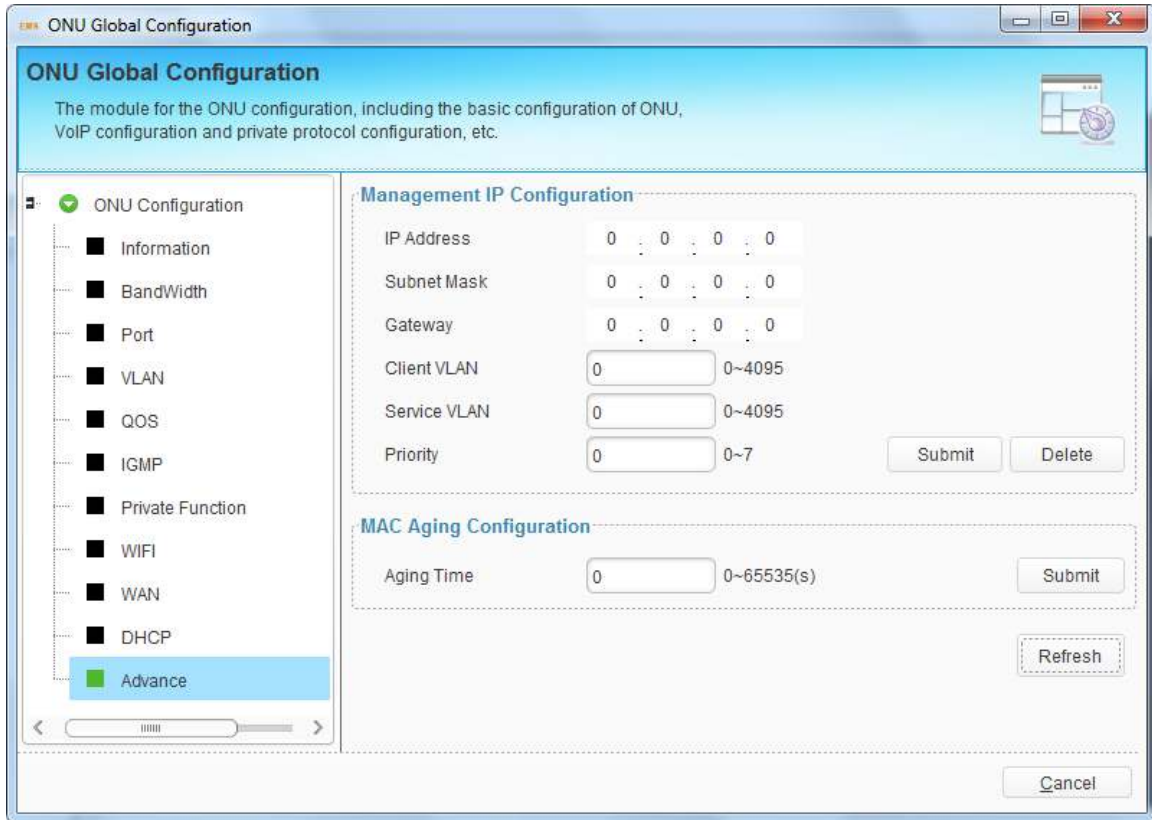 EMS ONU Global Configuration
ONU Global Configuration
The module for the ONU configuration, including the basic configuration of ONU,
VoIP configuration and private protocol configuration, etc.
ONU Configuration
Information
BandWidth
Port
VLAN
QOS
IGMP
Private Function
WIFI
WAN
DHCP
Advance
Management IP Configuration
IP Address 0 . 0 . 0 . 0
Subnet Mask 0 . 0 . 0 . 0
Gateway 0 . 0 . 0 . 0
Client VLAN 0 0~4095
Service VLAN 0 0~4095
Priority 0 0~7 Submit Delete
MAC Aging Configuration
Aging Time 0 0~65535(s) Submit
Refresh
Cancel